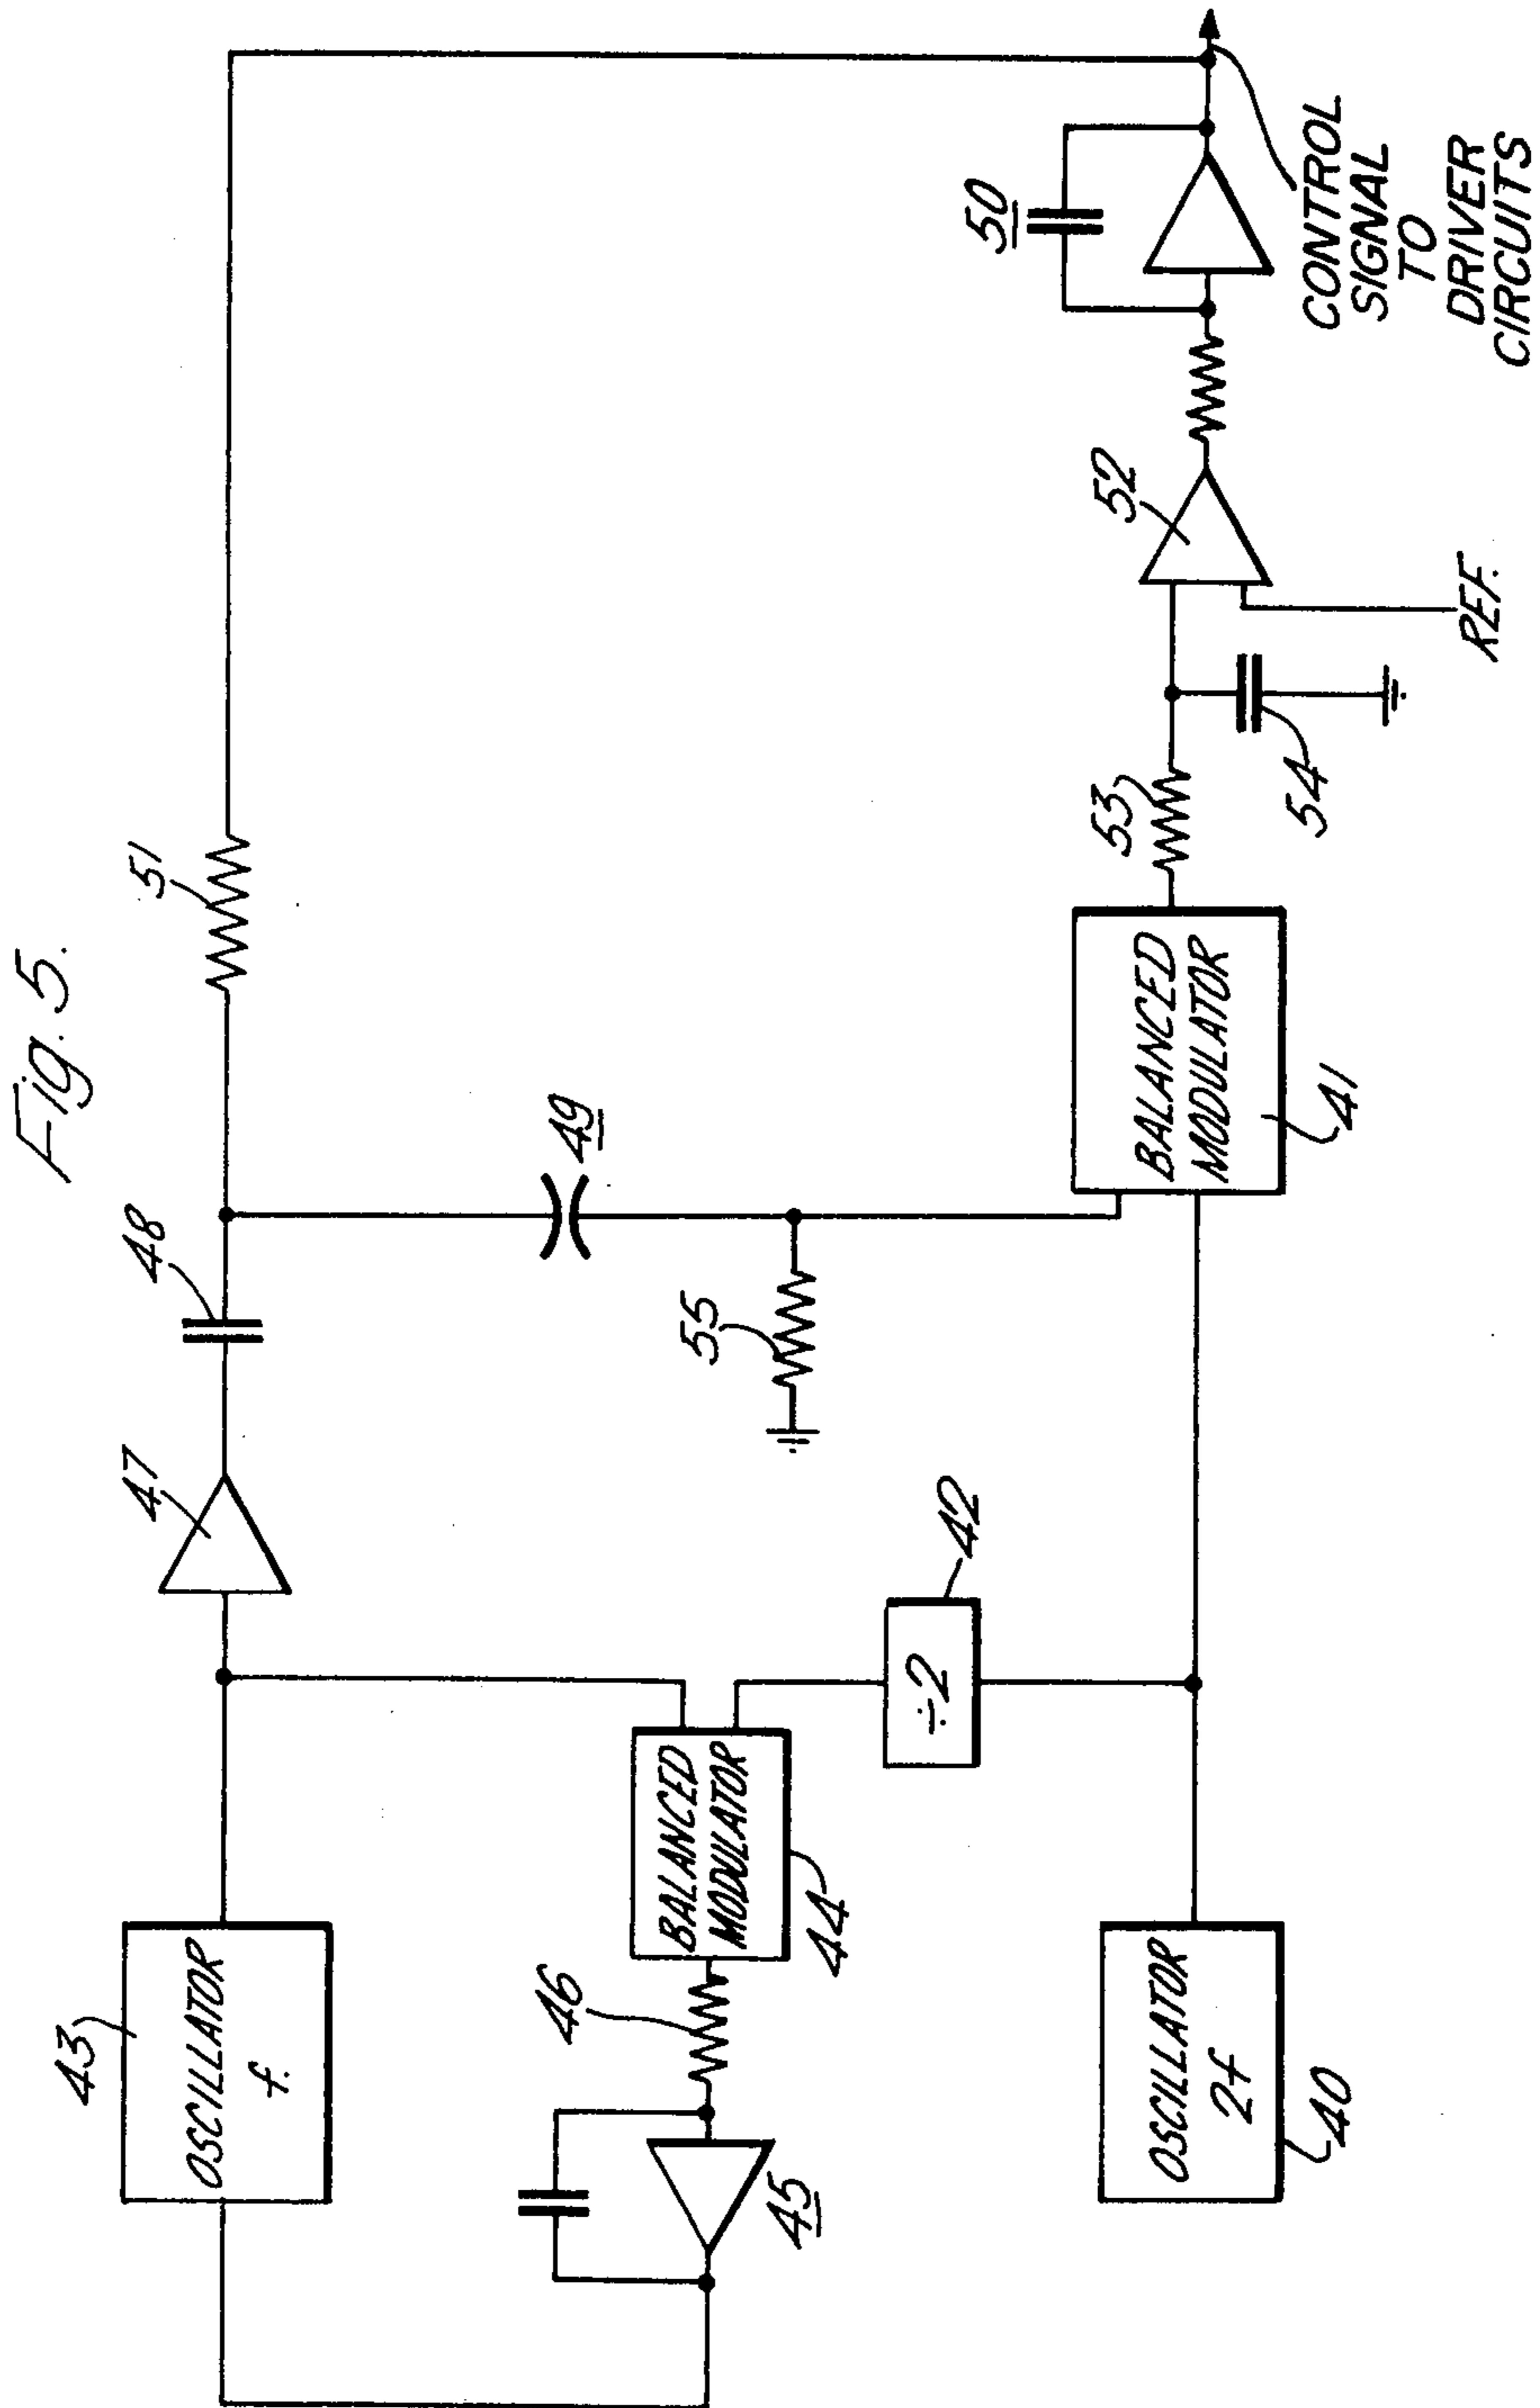 Fig. 5.
43
OSCILLATOR
f.
47
48
51
46
BALANCED
MODULATOR
44
45
÷2
42
49
55
OSCILLATOR
2f
40
BALANCED
MODULATOR
41
53
54
52
REF.
50
CONTROL
SIGNAL
TO
DRIVER
CIRCUITS